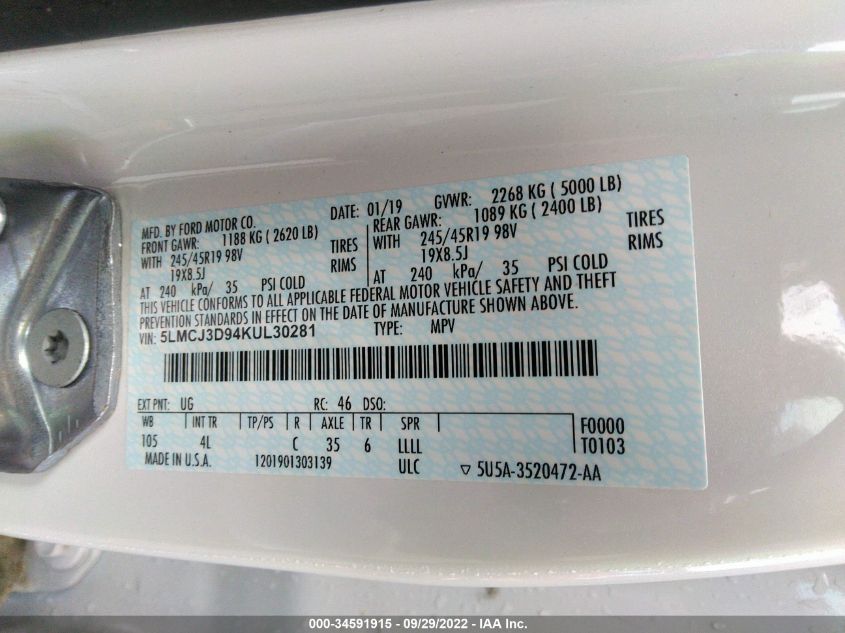 MFD. BY FORD MOTOR CO.
DATE: 01/19 GVWR: 2268 KG ( 5000 LB)
FRONT GAWR: 1188 KG ( 2620 LB)
WITH 245/45R19 98V TIRES
19X8.5J RIMS
AT 240 kPa/ 35 PSI COLD
REAR GAWR: 1089 KG ( 2400 LB)
WITH 245/45R19 98V TIRES
19X8.5J RIMS
AT 240 kPa/ 35 PSI COLD
THIS VEHICLE CONFORMS TO ALL APPLICABLE FEDERAL MOTOR VEHICLE SAFETY AND THEFT
PREVENTION STANDARDS IN EFFECT ON THE DATE OF MANUFACTURE SHOWN ABOVE.
VIN: 5LMCJ3D94KUL30281 TYPE: MPV
EXT PNT: UG RC: 46 DSO:
WB INT TR TP/PS R AXLE TR SPR
105 4L C 35 6 LLLL
F0000
T0103
MADE IN U.S.A. 1201901303139 ULC ▽ 5U5A-3520472-AA
000-34591915 - 09/29/2022 - IAA Inc.